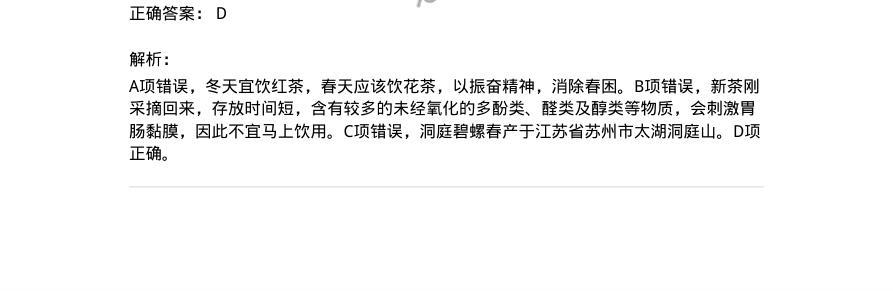 正确答案： D
解析：
A项错误，冬天宜饮红茶，春天应该饮花茶，以振奋精神，消除春困。B项错误，新茶刚
采摘回来，存放时间短，含有较多的未经氧化的多酚类、醛类及醇类等物质，会刺激胃
肠黏膜，因此不宜马上饮用。C项错误，洞庭碧螺春产于江苏省苏州市太湖洞庭山。D项
正确。